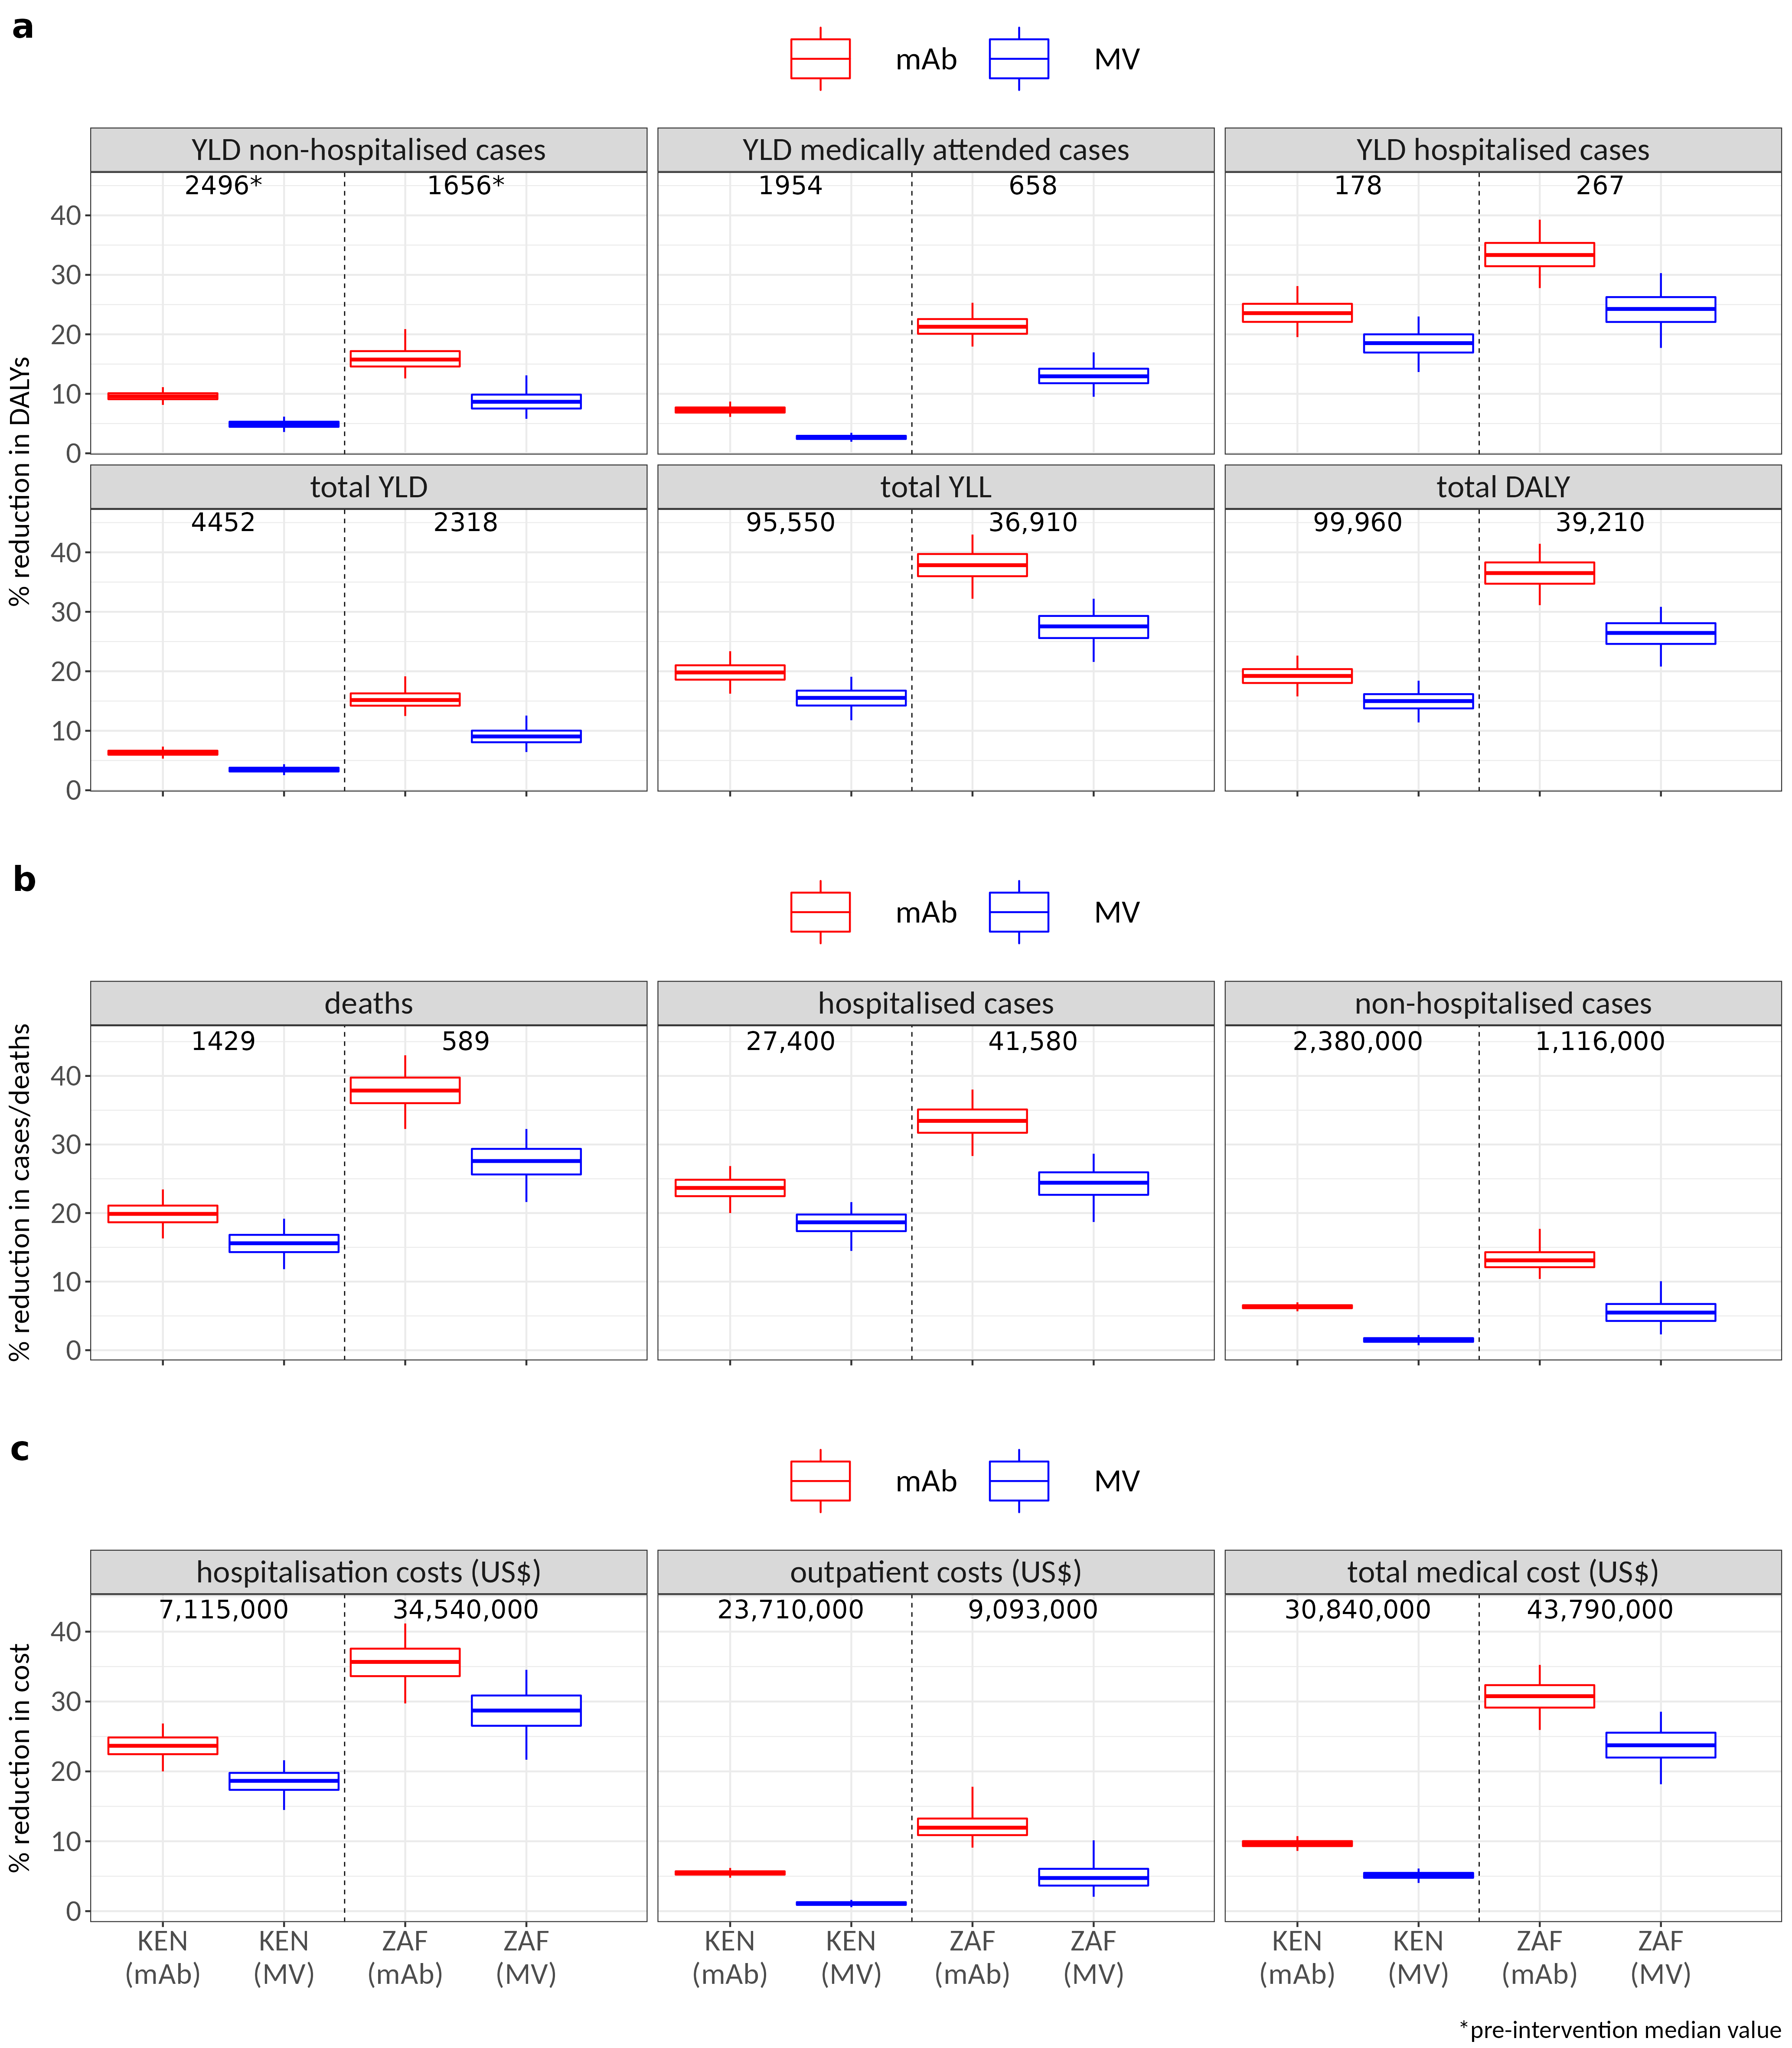 a
mAb MV
YLD non-hospitalised cases YLD medically attended cases YLD hospitalised cases
2496* 1656* 1954 658 178 267
40
30
20
10
0
% reduction in DALYs
total YLD total YLL total DALY
4452 2318 95,550 36,910 99,960 39,210
40
30
20
10
0
b
mAb MV
deaths hospitalised cases non-hospitalised cases
1429 589 27,400 41,580 2,380,000 1,116,000
40
30
20
10
0
% reduction in cases/deaths
c
mAb MV
hospitalisation costs (US$) outpatient costs (US$) total medical cost (US$)
7,115,000 34,540,000 23,710,000 9,093,000 30,840,000 43,790,000
40
30
20
10
0
% reduction in cost
KEN KEN ZAF ZAF KEN KEN ZAF ZAF KEN KEN ZAF ZAF
(mAb) (MV) (mAb) (MV) (mAb) (MV) (mAb) (MV) (mAb) (MV) (mAb) (MV)
*pre-intervention median value